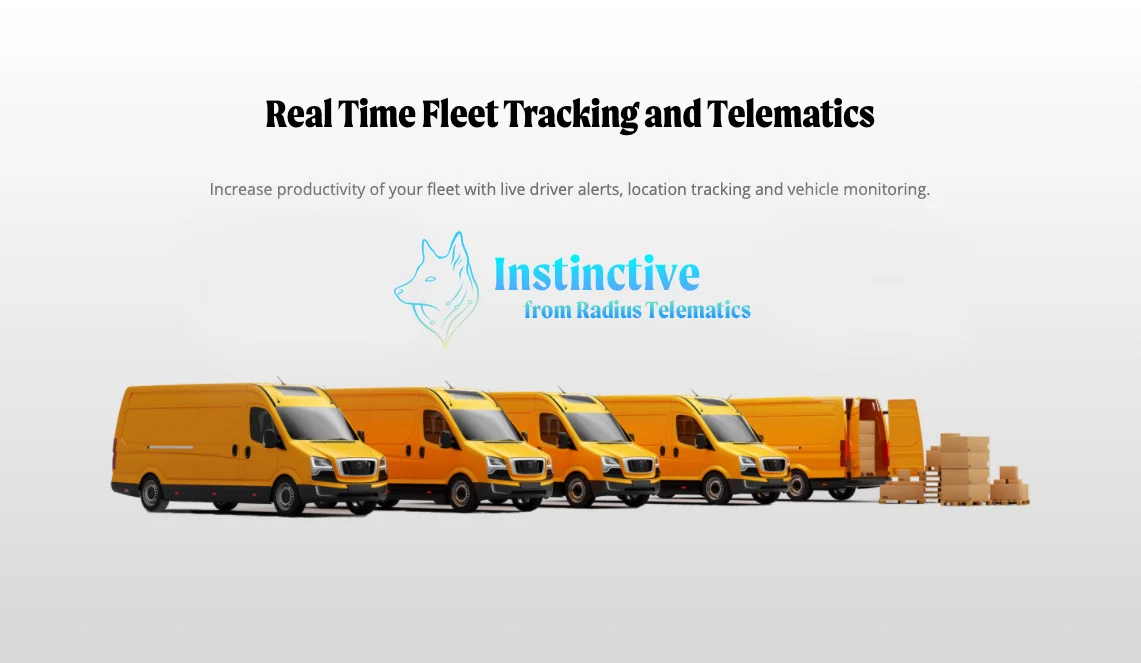 Real Time Fleet Tracking and Telematics
Increase productivity of your fleet with live driver alerts, location tracking and vehicle monitoring.
Instinctive
from Radius Telematics